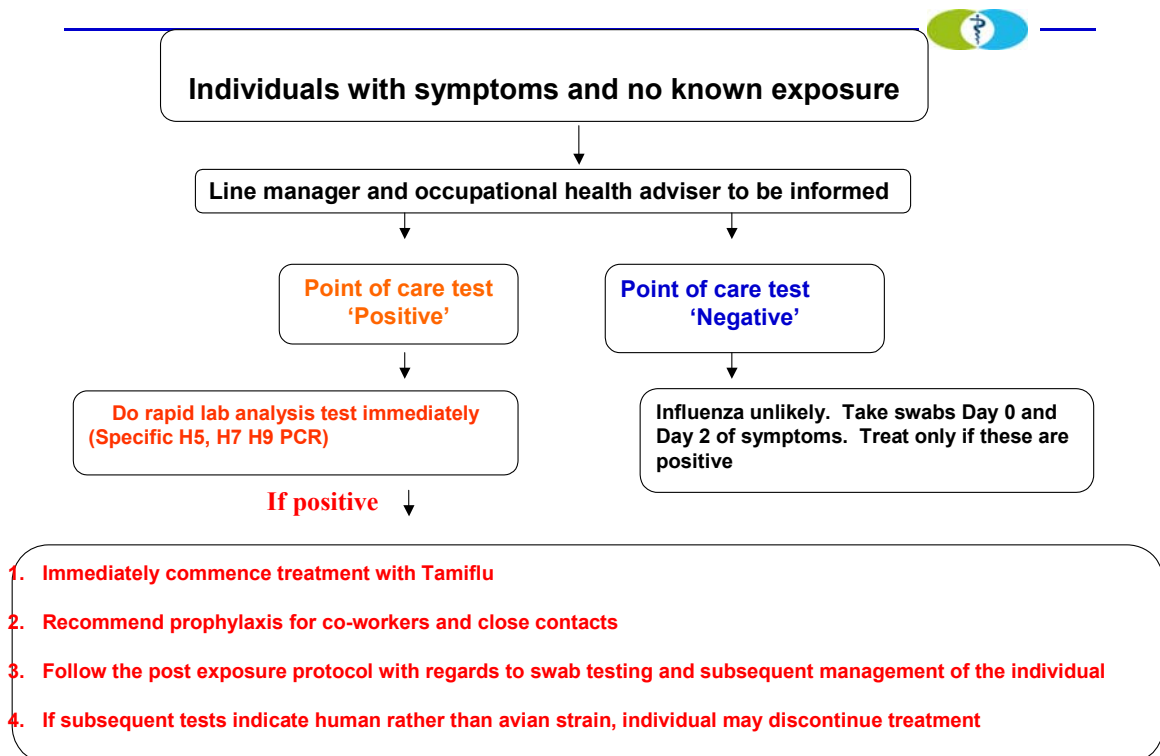 Individuals with symptoms and no known exposure
Line manager and occupational health adviser to be informed
Point of care test
‘Positive’
Point of care test
‘Negative’
Do rapid lab analysis test immediately
(Specific H5, H7 H9 PCR)
Influenza unlikely.  Take swabs Day 0 and
Day 2 of symptoms.  Treat only if these are
positive
If positive
1. Immediately commence treatment with Tamiflu
2. Recommend prophylaxis for co-workers and close contacts
3. Follow the post exposure protocol with regards to swab testing and subsequent management of the individual
4. If subsequent tests indicate human rather than avian strain, individual may discontinue treatment